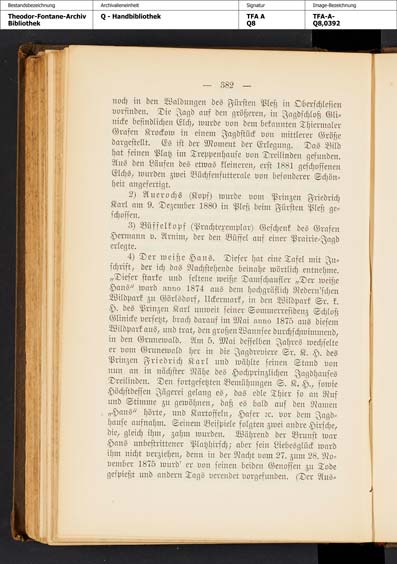 Bestandsbezeichnung Archivalieneinheit Signatur Image-Bezeichnung
Theodor-Fontane-Archiv Q - Handbibliothek TFA A TFA-A-
Bibliothek Q8 Q8,0392
— 382 —
noch in den Waldungen des Fürsten Pleß in Oberschlesien
vorfinden. Die Jagd auf den größeren, in Jagdschloß Gli-
nicke befindlichen Elch, wurde von dem bekannten Thiermaler
Grafen Krockow in einem Jagdstück von mittlerer Größe
dargestellt. Es ist der Moment der Erlegung. Das Bild
hat seinen Platz im Treppenhause von Dreilinden gefunden.
Aus den Läufen des etwas kleineren, erst 1881 geschossenen
Elchs, wurden zwei Büchsenfutterale von besonderer Schön-
heit angefertigt.
2) Auerochs (Kopf) wurde vom Prinzen Friedrich
Karl am 9. Dezember 1880 in Pleß beim Fürsten Pleß ge-
schossen.
3) Büffelkopf (Prachtexemplar) Geschenk des Grafen
Hermann v. Arnim, der den Büffel auf einer Prairie-Jagd
erlegte.
4) Der weiße Hans. Dieser hat eine Tafel mit In-
schrift, der ich das Nachstehende beinahe wörtlich entnehme.
„Dieser starke und seltene weiße Damschaufler „Der weiße
Hans“ ward anno 1874 aus dem hochgräflich Redern'schen
Wildpark zu Görlsdorf, Uckermark, in den Wildpark Sr. K.
H. des Prinzen Karl unweit seiner Sommerresidenz Schloß
Glinicke versetzt, brach darauf im Mai anno 1875 aus diesem
Wildpark aus, und trat, den großen Wannsee durchschwimmend,
in den Grunewald. Am 5. Mai desselben Jahres wechselte
er vom Grunewald her in die Jagdreviere Sr. K. H. des
Prinzen Friedrich Karl und wählte seinen Stand von
nun an in nächster Nähe des Hochprinzlichen Jagdhauses
Dreilinden. Den fortgesetzten Bemühungen S. K. H., sowie
Höchstdessen Jägerei gelang es, das edle Thier so an Ruf
und Stimme zu gewöhnen, daß es bald auf den Namen
„Hans“ hörte, und Kartoffeln, Hafer ꝛc. vor dem Jagd-
hause aufnahm. Seinem Beispiele folgten zwei andre Hirsche,
die, gleich ihm, zahm wurden. Während der Brunft war
Hans unbestrittener Platzhirsch; aber sein Liebesglück ward
ihm nicht verziehen, denn in der Nacht vom 27. zum 28. No-
vember 1875 wurd' er von seinen beiden Genossen zu Tode
gespießt und andern Tags verendet vorgefunden. (Der Aus-